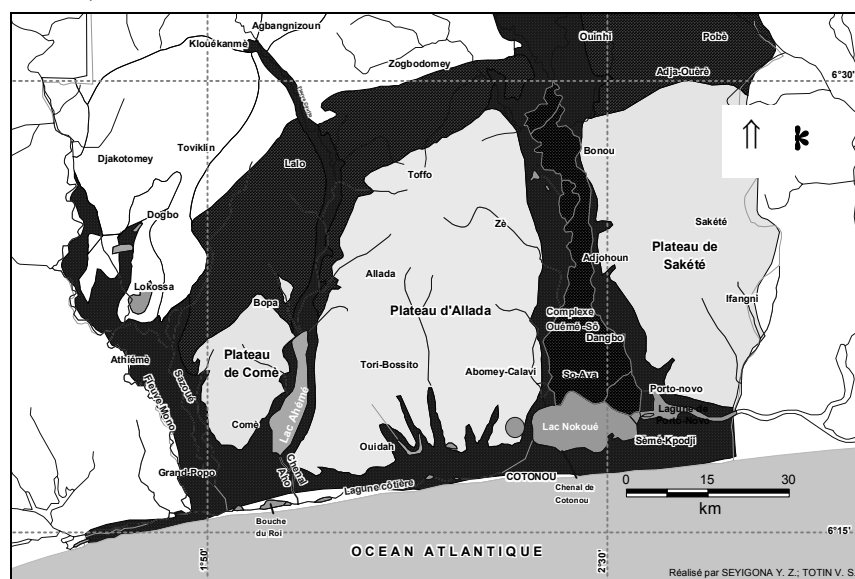 Agbangnizoun
Klouékanmè
Ouinhi
Pobè
Zogbodomey
Adja-Ouèrè
6°30'
Toviklin
Djakotomey
Lalo
Toffo
Bonou
Dogbo
Zè
Sakété
Adjohoun
Plateau de
Sakété
Lokossa
Allada
Bopa
Plateau d'Allada
Ifangni
Complexe
Ouémé -Sô
Dangbo
Athiémè
Sazoué
Fleuve Mono
Plateau
de Comè
Tori-Bossito
Abomey-Calavi
So-Ava
Porto-novo
Lac Ahémé
Lagune de
Porto-Novo
Comè
Lac Nokoué
Ouidah
Sèmè-Kpodji
Grand-Popo
Chenal
Aho
Lagune côtière
COTONOU
Chenal de
Cotonou
0 15 30
km
Bouche
du Roi
6°15'
1°50'
2°30'
OCEAN ATLANTIQUE
Réalisé par SEYIGONA Y. Z.; TOTIN V. S.